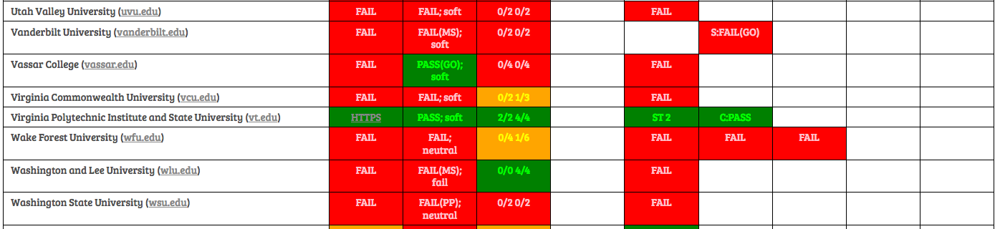 Utah Valley University (uvu.edu) FAIL FAIL; soft 0/2 0/2 FAIL
Vanderbilt University (vanderbilt.edu) FAIL FAIL(MS); 0/2 0/2 S:FAIL(GO)
soft
Vassar College (vassar.edu) FAIL PASS(GO); 0/4 0/4 FAIL
soft
Virginia Commonwealth University (vcu.edu) FAIL FAIL; soft 0/2 1/3 FAIL
Virginia Polytechnic Institute and State University (vt.edu) HTTPS PASS; soft 2/2 4/4 ST 2 C:PASS
Wake Forest University (wfu.edu) FAIL FAIL; 0/4 1/6 FAIL FAIL FAIL
neutral
Washington and Lee University (wlu.edu) FAIL FAIL(MS); 0/0 4/4 FAIL
fail
Washington State University (wsu.edu) FAIL FAIL(PP); 0/2 0/2 FAIL
neutral